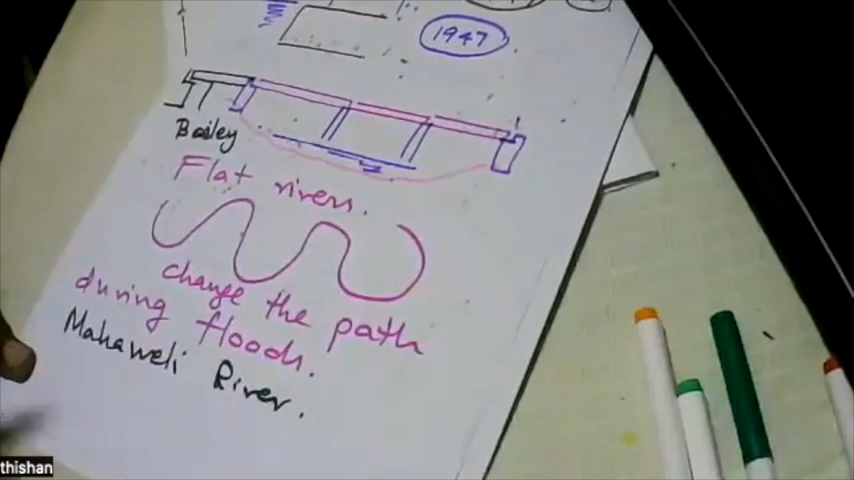 1947
Bailey
Flat rivers.
change the path
during floods.
Mahaweli River.
thishan